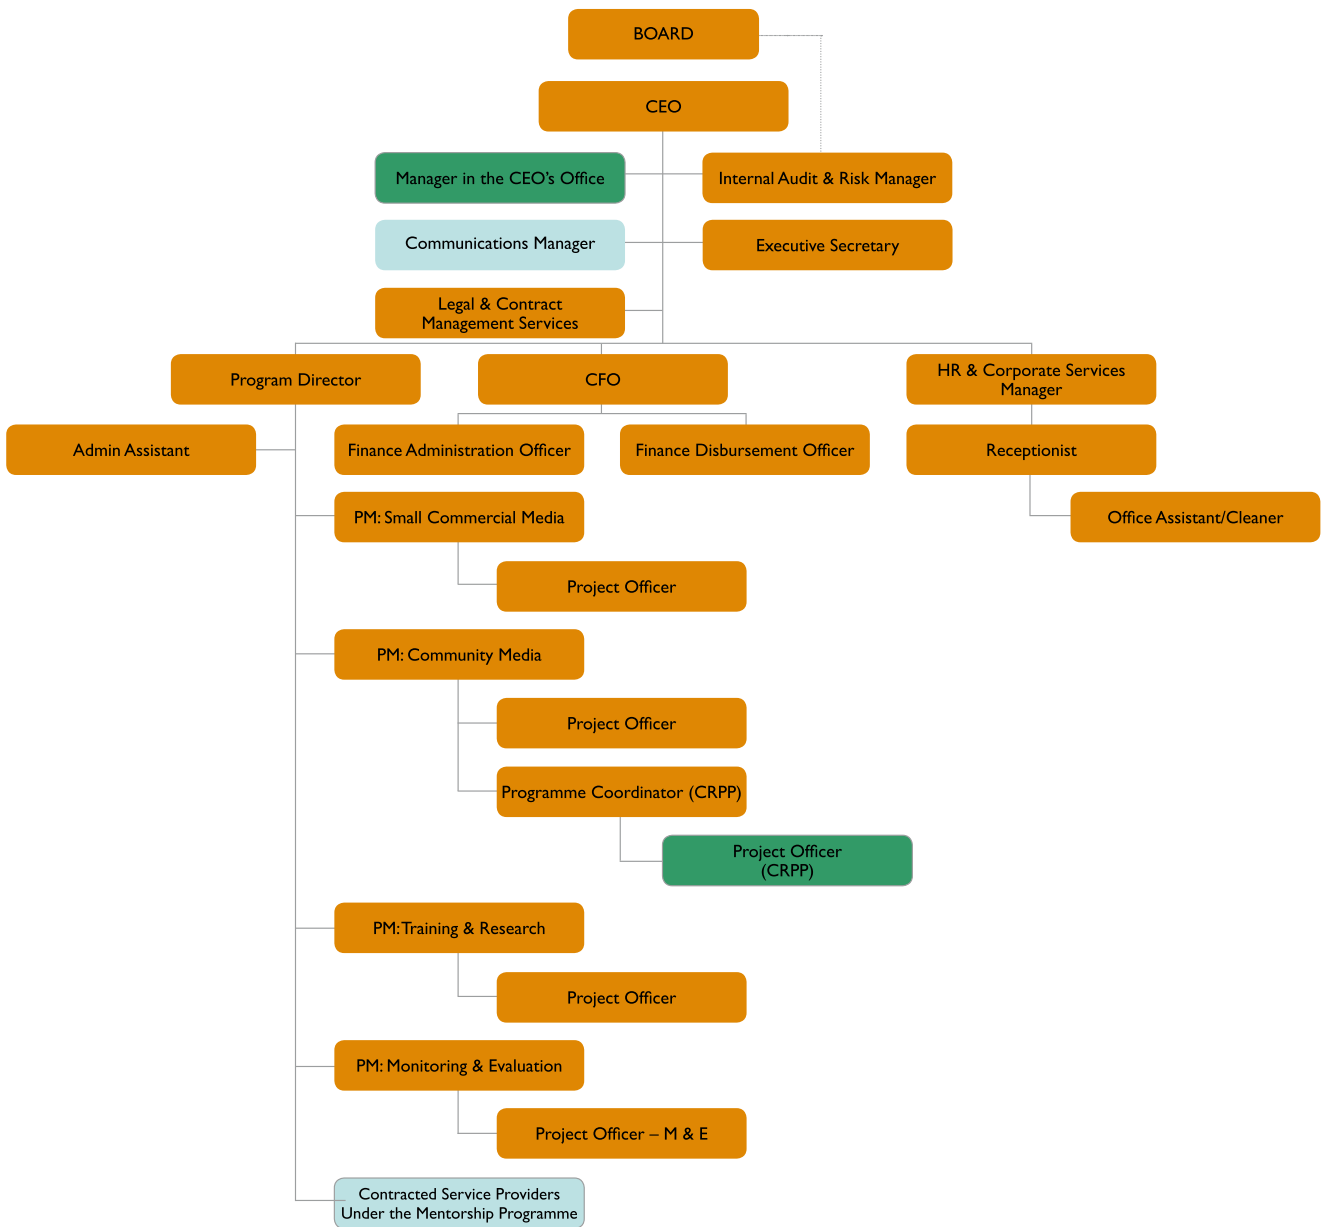 BOARD
CEO
Manager in the CEO’s Office
Internal Audit & Risk Manager
Communications Manager
Executive Secretary
Legal & Contract
Management Services
Program Director
CFO
HR & Corporate Services
Manager
Admin Assistant
Finance Administration Officer
Finance Disbursement Officer
Receptionist
PM: Small Commercial Media
Office Assistant/Cleaner
Project Officer
PM: Community Media
Project Officer
Programme Coordinator (CRPP)
Project Officer
(CRPP)
PM: Training & Research
Project Officer
PM: Monitoring & Evaluation
Project Officer – M & E
Contracted Service Providers
Under the Mentorship Programme